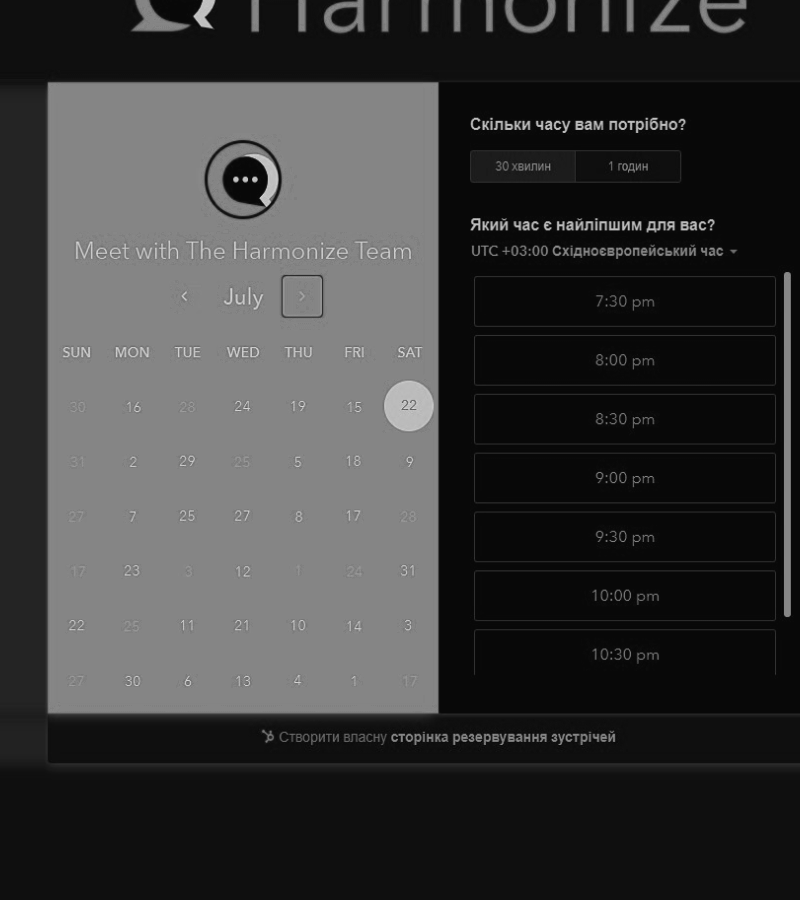 Harmonize
Meet with The Harmonize Team
July
SUN MON TUE WED THU FRI SAT
30 16 28 24 19 15 22
31 2 29 25 5 18 9
27 7 25 27 8 17 28
17 23 3 12 1 24 31
22 25 11 21 10 14 3
27 30 6 13 4 1 17
Скільки часу вам потрібно?
30 хвилин 1 годин
Який час є найліпшим для вас?
UTC +03:00 Східноєвропейський час
7:30 pm
8:00 pm
8:30 pm
9:00 pm
9:30 pm
10:00 pm
10:30 pm
Створити власну сторінка резервування зустрічей